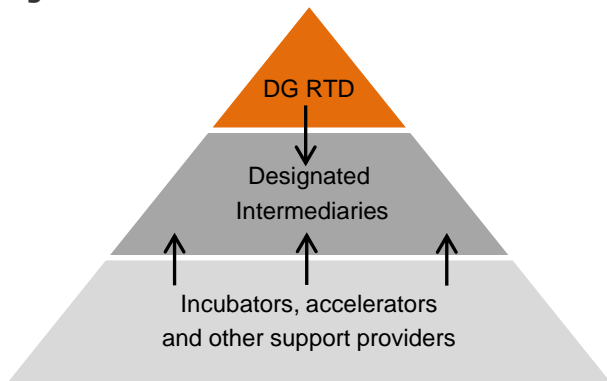 DG RTD
Designated
Intermediaries
Incubators, accelerators
and other support providers